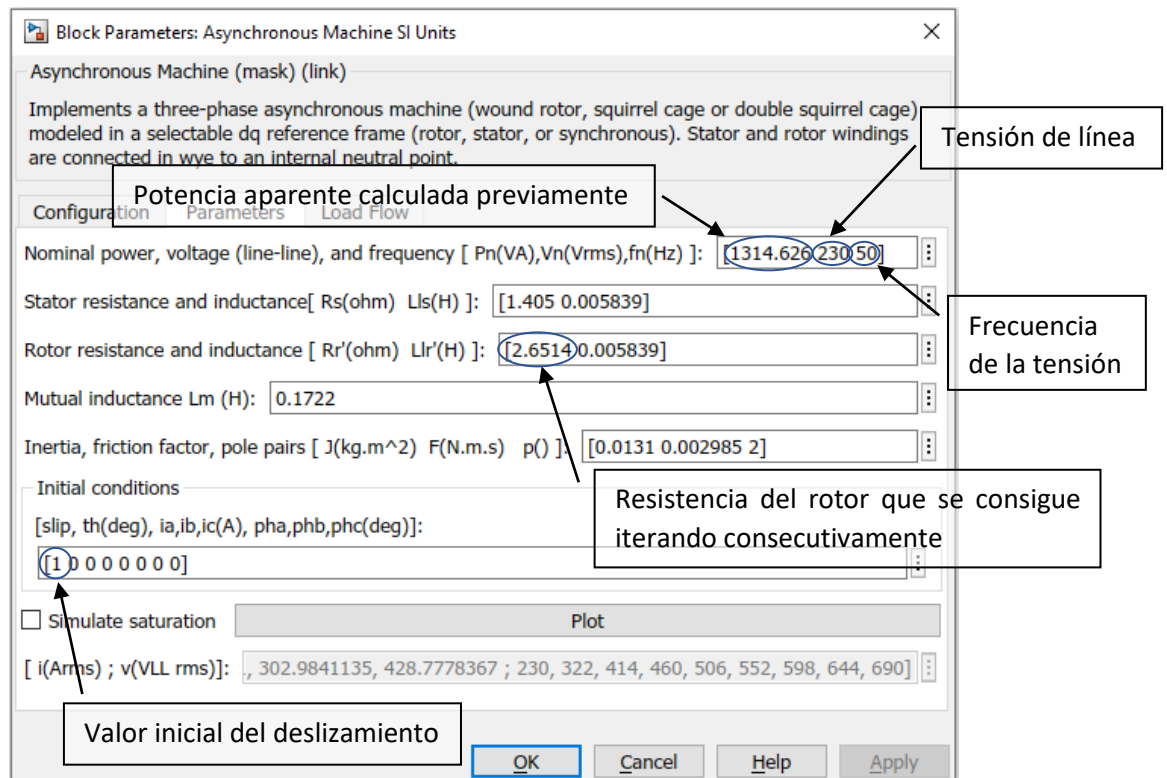 Block Parameters: Asynchronous Machine SI Units
Asynchronous Machine (mask) (link)
Implements a three-phase asynchronous machine (wound rotor, squirrel cage or double squirrel cage)
modeled in a selectable dq reference frame (rotor, stator, or synchronous). Stator and rotor windings
are connected in wye to an internal neutral point.
Tensión de línea
Potencia aparente calculada previamente
Configuration Parameters Load Flow
Nominal power, voltage (line-line), and frequency [ Pn(VA),Vn(Vrms),fn(Hz) ]: [1314.626 230 50]
Stator resistance and inductance[ Rs(ohm) Lls(H) ]: [1.405 0.005839]
Frecuencia
de la tensión
Rotor resistance and inductance [ Rr'(ohm) Llr'(H) ]: [2.6514 0.005839]
Mutual inductance Lm (H): 0.1722
Inertia, friction factor, pole pairs [ J(kg.m^2) F(N.m.s) p() ]: [0.0131 0.002985 2]
Resistencia del rotor que se consigue
iterando consecutivamente
Initial conditions
[slip, th(deg), ia,ib,ic(A), pha,phb,phc(deg)]:
[1 0 0 0 0 0 0 0]
Simulate saturation Plot
[ i(Arms) ; v(VLL rms)]: ., 302.9841135, 428.7778367 ; 230, 322, 414, 460, 506, 552, 598, 644, 690]
Valor inicial del deslizamiento
OK Cancel Help Apply